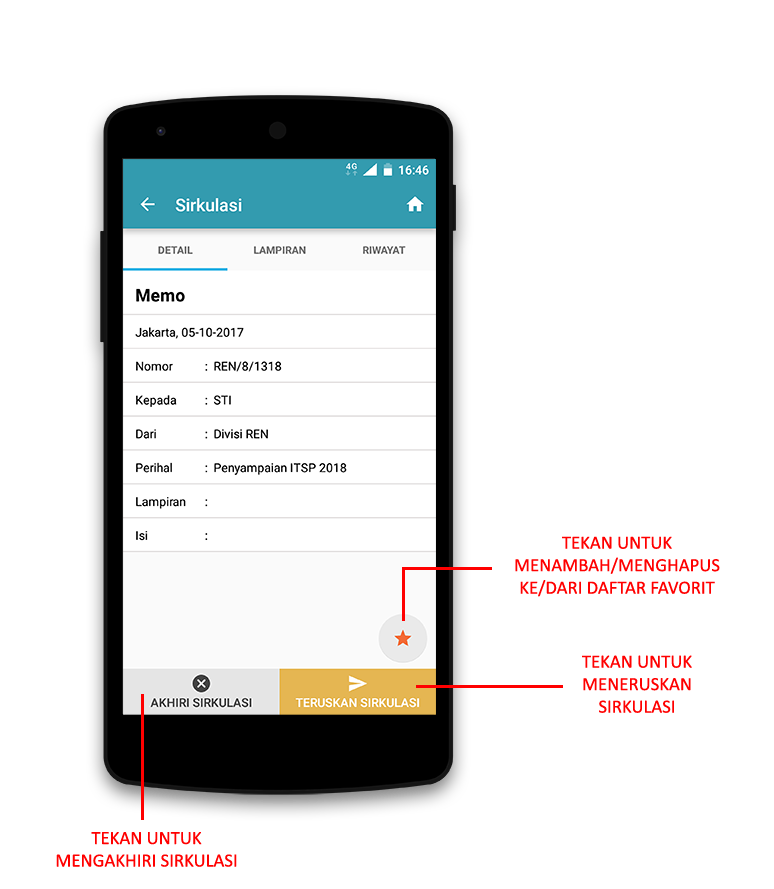 4G 16:46
Sirkulasi
DETAIL LAMPIRAN RIWAYAT
Memo
Jakarta, 05-10-2017
Nomor : REN/8/1318
Kepada : STI
Dari : Divisi REN
Perihal : Penyampaian ITSP 2018
Lampiran :
Isi :
TEKAN UNTUK
MENAMBAH/MENGHAPUS
KE/DARI DAFTAR FAVORIT
TEKAN UNTUK
MENERUSKAN
SIRKULASI
AKHIRI SIRKULASI
TERUSKAN SIRKULASI
TEKAN UNTUK
MENGAKHIRI SIRKULASI